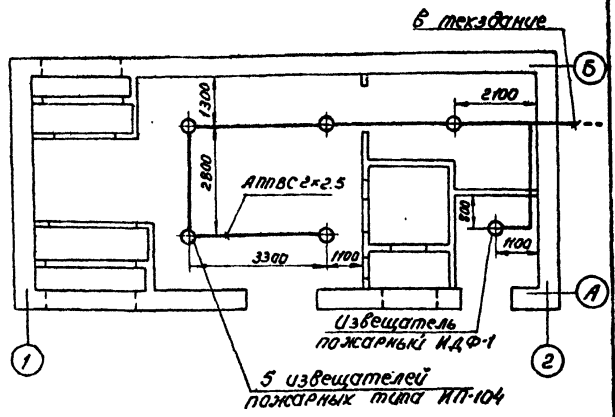 В техздание
Б
2100
1300
2800
АППВС 2×2.5
800
1100
3300
1100
А
Извещатель
пожарный ИДФ-1
1
2
5 извещателей
пожарных типа ИП-104